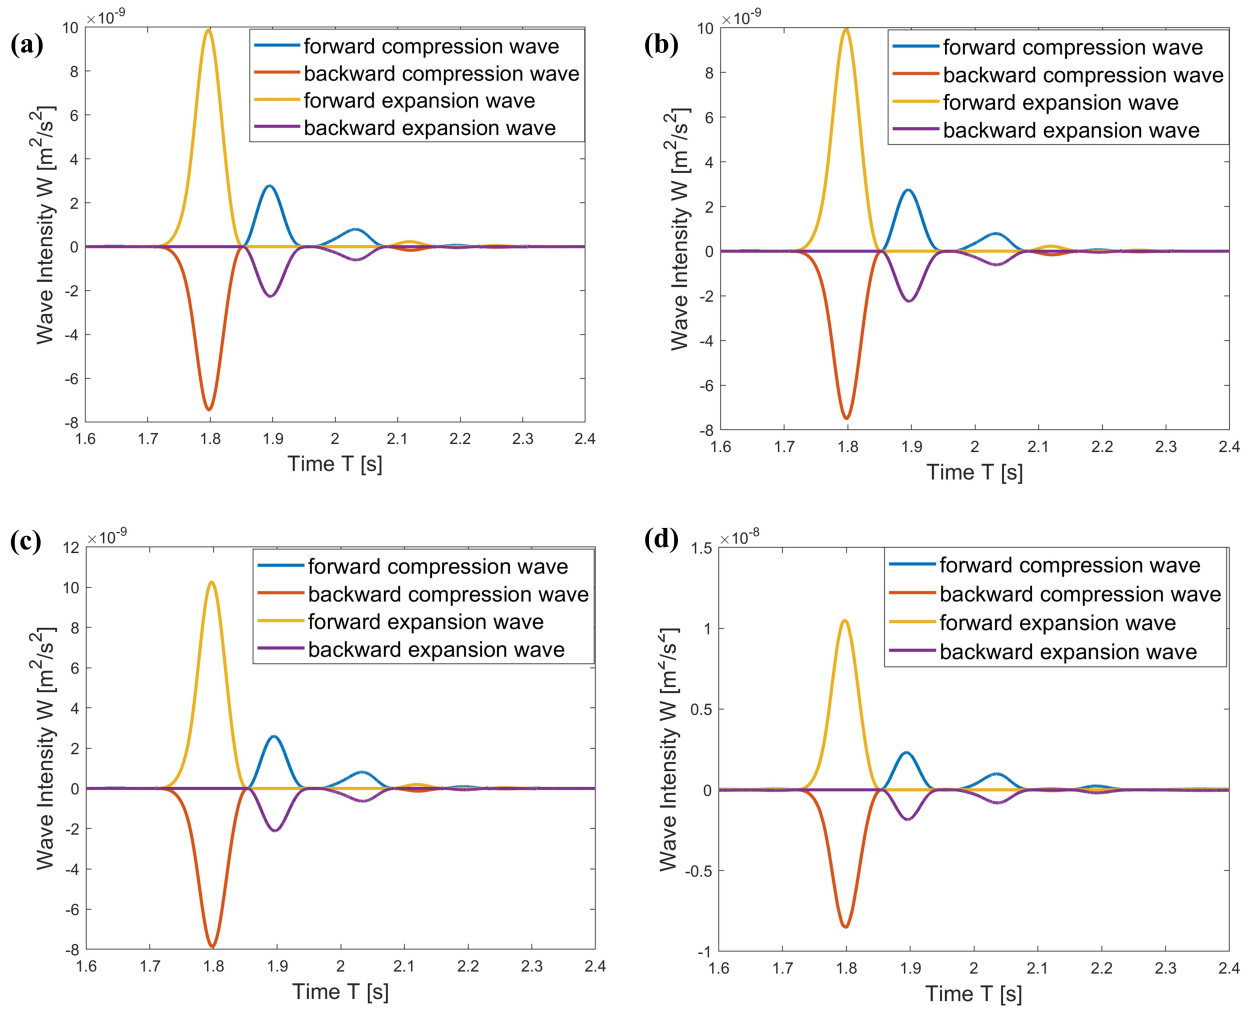 (a)
×10⁻⁹
10
8
6
4
2
0
-2
-4
-6
-8
Wave Intensity W [m²/s²]
forward compression wave
backward compression wave
forward expansion wave
backward expansion wave
1.6 1.7 1.8 1.9 2 2.1 2.2 2.3 2.4
Time T [s]
(b)
×10⁻⁹
10
8
6
4
2
0
-2
-4
-6
-8
Wave Intensity W [m²/s²]
forward compression wave
backward compression wave
forward expansion wave
backward expansion wave
1.6 1.7 1.8 1.9 2 2.1 2.2 2.3 2.4
Time T [s]
(c)
×10⁻⁹
12
10
8
6
4
2
0
-2
-4
-6
-8
Wave Intensity W [m²/s²]
forward compression wave
backward compression wave
forward expansion wave
backward expansion wave
1.6 1.7 1.8 1.9 2 2.1 2.2 2.3 2.4
Time T [s]
(d)
×10⁻⁸
1.5
1
0.5
0
-0.5
-1
Wave Intensity W [m²/s²]
forward compression wave
backward compression wave
forward expansion wave
backward expansion wave
1.6 1.7 1.8 1.9 2 2.1 2.2 2.3 2.4
Time T [s]